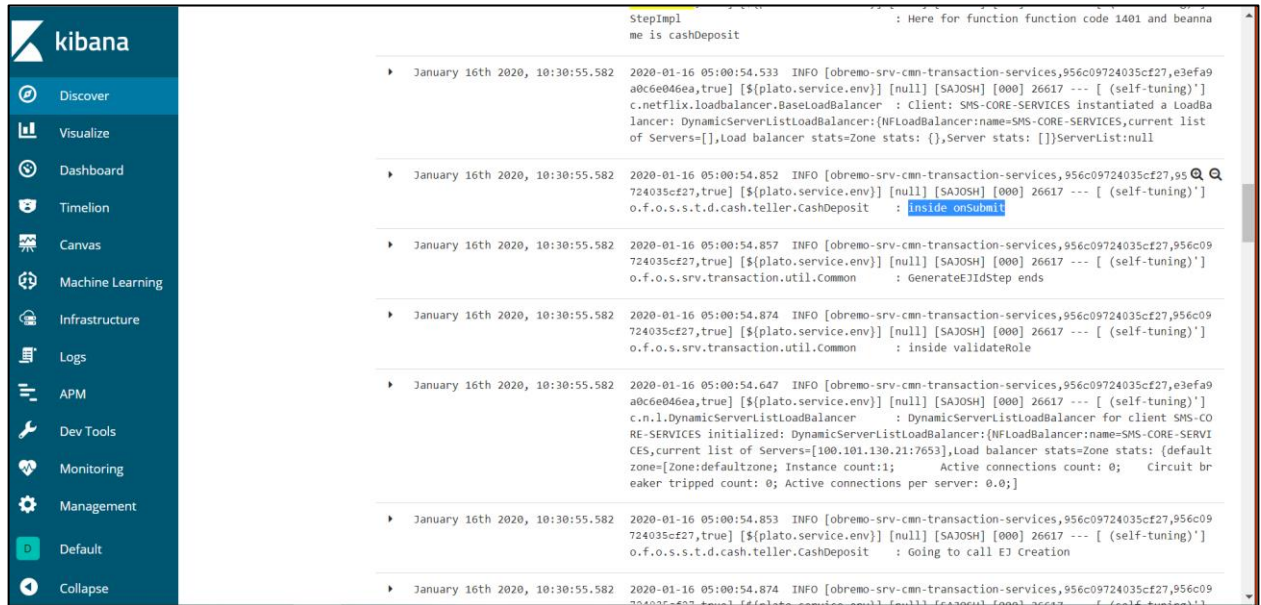 kibana
Discover
Visualize
Dashboard
Timelion
Canvas
Machine Learning
Infrastructure
Logs
APM
Dev Tools
Monitoring
Management
D Default
Collapse
StepImpl : Here for function function code 1401 and beanna
me is cashDeposit
January 16th 2020, 10:30:55.582 2020-01-16 05:00:54.533 INFO [obremo-srv-cmn-transaction-services,956c09724035cf27,e3efa9
a0c6e046ea,true] [${plato.service.env}] [null] [SAJOSH] [000] 26617 --- [ (self-tuning)']
c.netflix.loadbalancer.BaseLoadBalancer : Client: SMS-CORE-SERVICES instantiated a LoadBa
lancer: DynamicServerListLoadBalancer:{NFLoadBalancer:name=SMS-CORE-SERVICES,current list
of Servers=[],Load balancer stats=Zone stats: {},Server stats: []}ServerList:null
January 16th 2020, 10:30:55.582 2020-01-16 05:00:54.852 INFO [obremo-srv-cmn-transaction-services,956c09724035cf27,95
724035cf27,true] [${plato.service.env}] [null] [SAJOSH] [000] 26617 --- [ (self-tuning)']
o.f.o.s.s.t.d.cash.teller.CashDeposit : inside onSubmit
January 16th 2020, 10:30:55.582 2020-01-16 05:00:54.857 INFO [obremo-srv-cmn-transaction-services,956c09724035cf27,956c09
724035cf27,true] [${plato.service.env}] [null] [SAJOSH] [000] 26617 --- [ (self-tuning)']
o.f.o.s.srv.transaction.util.Common : GenerateEJIdStep ends
January 16th 2020, 10:30:55.582 2020-01-16 05:00:54.874 INFO [obremo-srv-cmn-transaction-services,956c09724035cf27,956c09
724035cf27,true] [${plato.service.env}] [null] [SAJOSH] [000] 26617 --- [ (self-tuning)']
o.f.o.s.srv.transaction.util.Common : inside validateRole
January 16th 2020, 10:30:55.582 2020-01-16 05:00:54.647 INFO [obremo-srv-cmn-transaction-services,956c09724035cf27,e3efa9
a0c6e046ea,true] [${plato.service.env}] [null] [SAJOSH] [000] 26617 --- [ (self-tuning)']
c.n.l.DynamicServerListLoadBalancer : DynamicServerListLoadBalancer for client SMS-CO
RE-SERVICES initialized: DynamicServerListLoadBalancer:{NFLoadBalancer:name=SMS-CORE-SERVI
CES,current list of Servers=[100.101.130.21:7653],Load balancer stats=Zone stats: {default
zone=[Zone:defaultzone; Instance count:1; Active connections count: 0; Circuit br
eaker tripped count: 0; Active connections per server: 0.0;]
January 16th 2020, 10:30:55.582 2020-01-16 05:00:54.853 INFO [obremo-srv-cmn-transaction-services,956c09724035cf27,956c09
724035cf27,true] [${plato.service.env}] [null] [SAJOSH] [000] 26617 --- [ (self-tuning)']
o.f.o.s.s.t.d.cash.teller.CashDeposit : Going to call EJ Creation
January 16th 2020, 10:30:55.582 2020-01-16 05:00:54.874 INFO [obremo-srv-cmn-transaction-services,956c09724035cf27,956c09